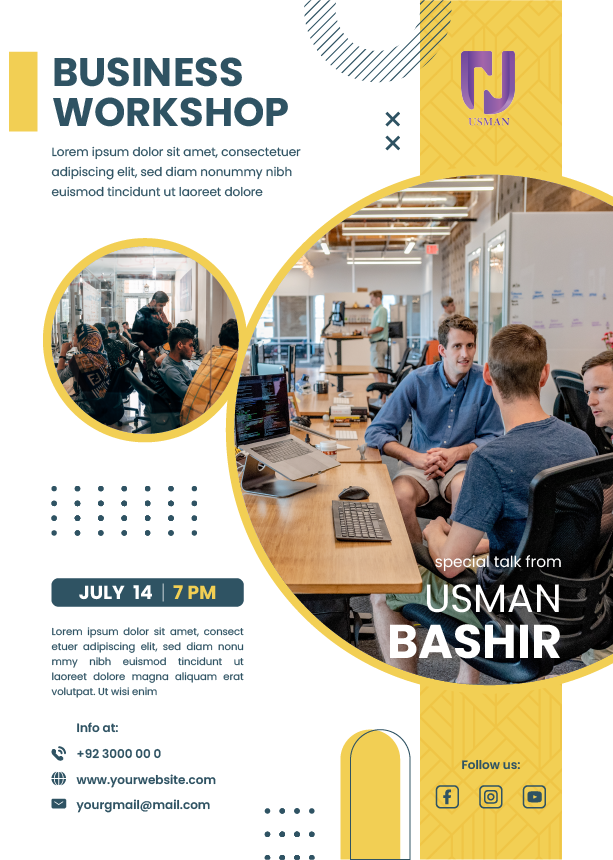 BUSINESS
WORKSHOP
Lorem ipsum dolor sit amet, consectetuer
adipiscing elit, sed diam nonummy nibh
euismod tincidunt ut laoreet dolore
USMAN
special talk from
USMAN
BASHIR
JULY 14 | 7 PM
Lorem ipsum dolor sit amet, consect
etuer adipiscing elit, sed diam nonu
mmy nibh euismod tincidunt ut
laoreet dolore magna aliquam erat
volutpat. Ut wisi enim
Info at:
+92 3000 00 0
www.yourwebsite.com
yourgmail@mail.com
Follow us: